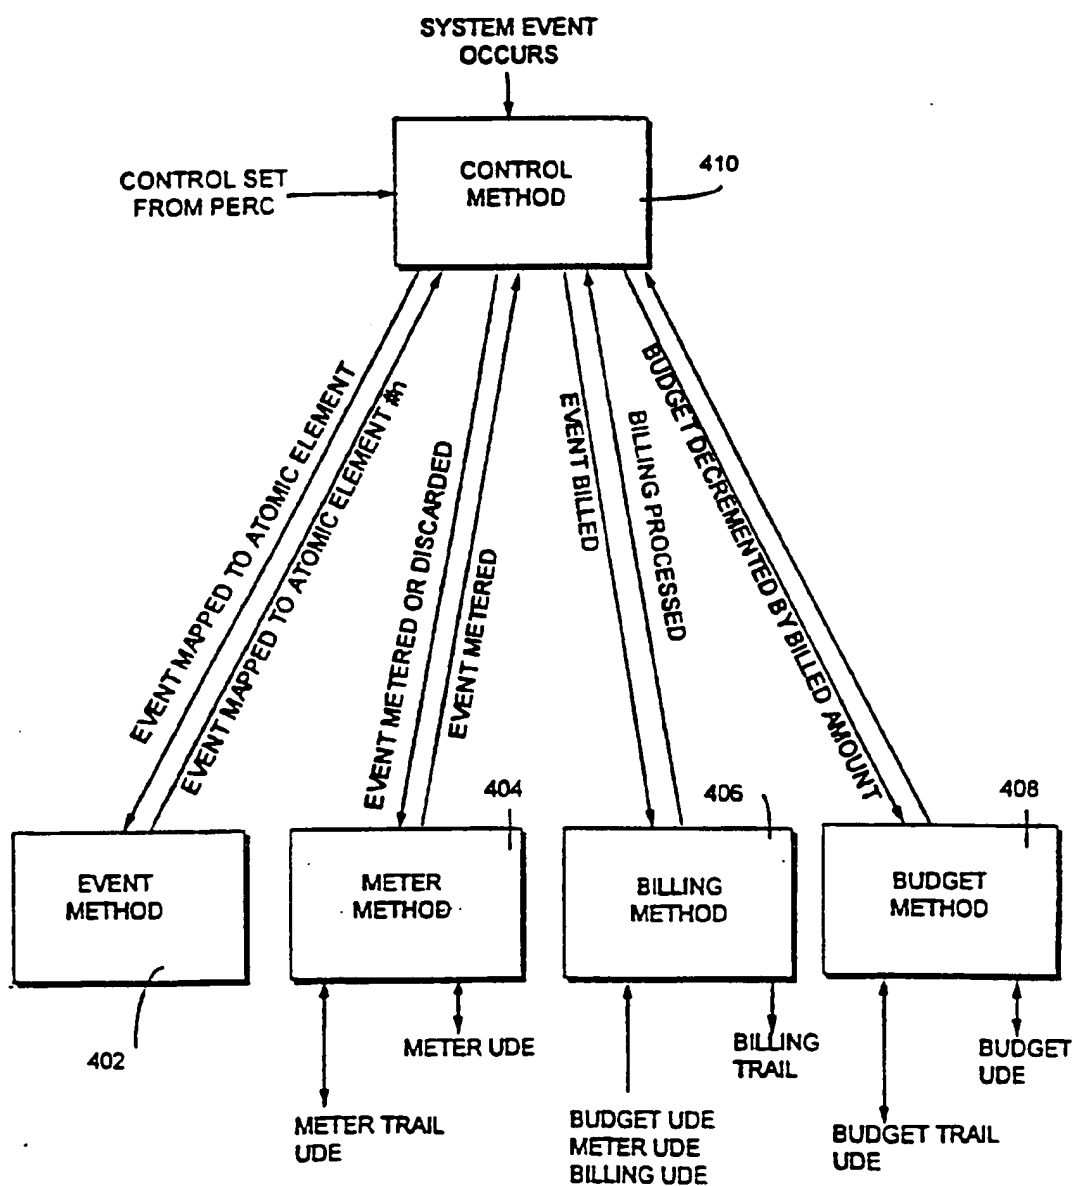 SYSTEM EVENT
OCCURS
CONTROL
METHOD
410
CONTROL SET
FROM PERC
EVENT MAPPED TO ATOMIC ELEMENT
EVENT MAPPED TO ATOMIC ELEMENT #n
EVENT METERED OR DISCARDED
EVENT METERED
EVENT BILLED
BILLING PROCESSED
BUDGET DECREMENTED BY BILLED AMOUNT
404
406
408
EVENT
METHOD
METER
METHOD
BILLING
METHOD
BUDGET
METHOD
402
METER UDE
BILLING
TRAIL
BUDGET
UDE
METER TRAIL
UDE
BUDGET UDE
METER UDE
BILLING UDE
BUDGET TRAIL
UDE